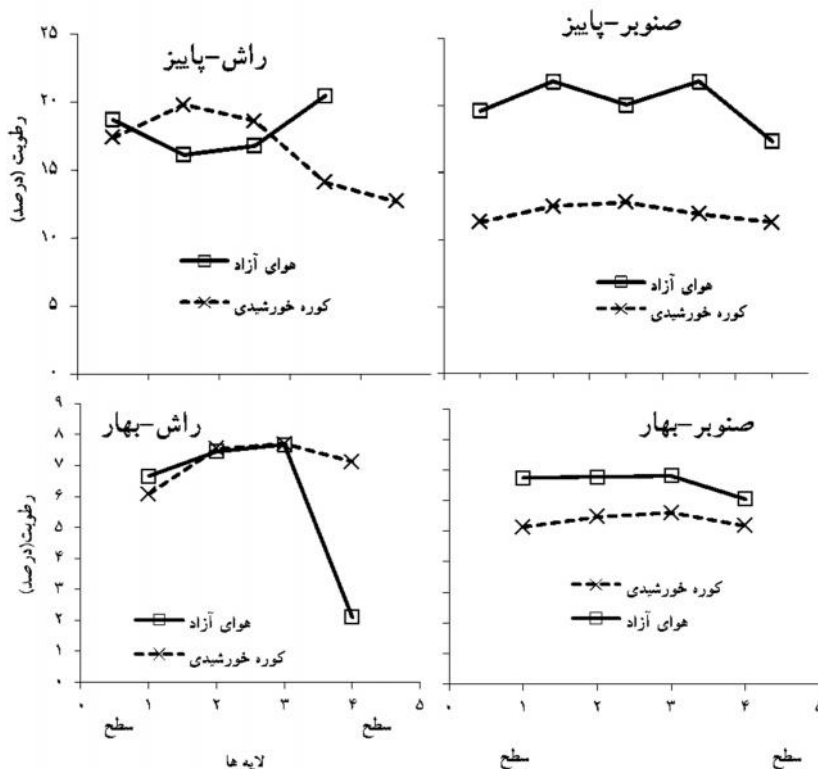 راش-پاییز
رطوبت (درصد)
۲۵
۲۰
۱۵
۱۰
۵
۰
هوای آزاد
کوره خورشیدی
صنوبر-پاییز
هوای آزاد
کوره خورشیدی
راش-بهار
رطوبت(درصد)
۹
۸
۷
۶
۵
۴
۳
۲
۱
۰
هوای آزاد
کوره خورشیدی
۰ ۱ ۲ ۳ ۴ ۵
سطح سطح
لایه ها
صنوبر-بهار
کوره خورشیدی
هوای آزاد
۰ ۱ ۲ ۳ ۴ ۵
سطح سطح